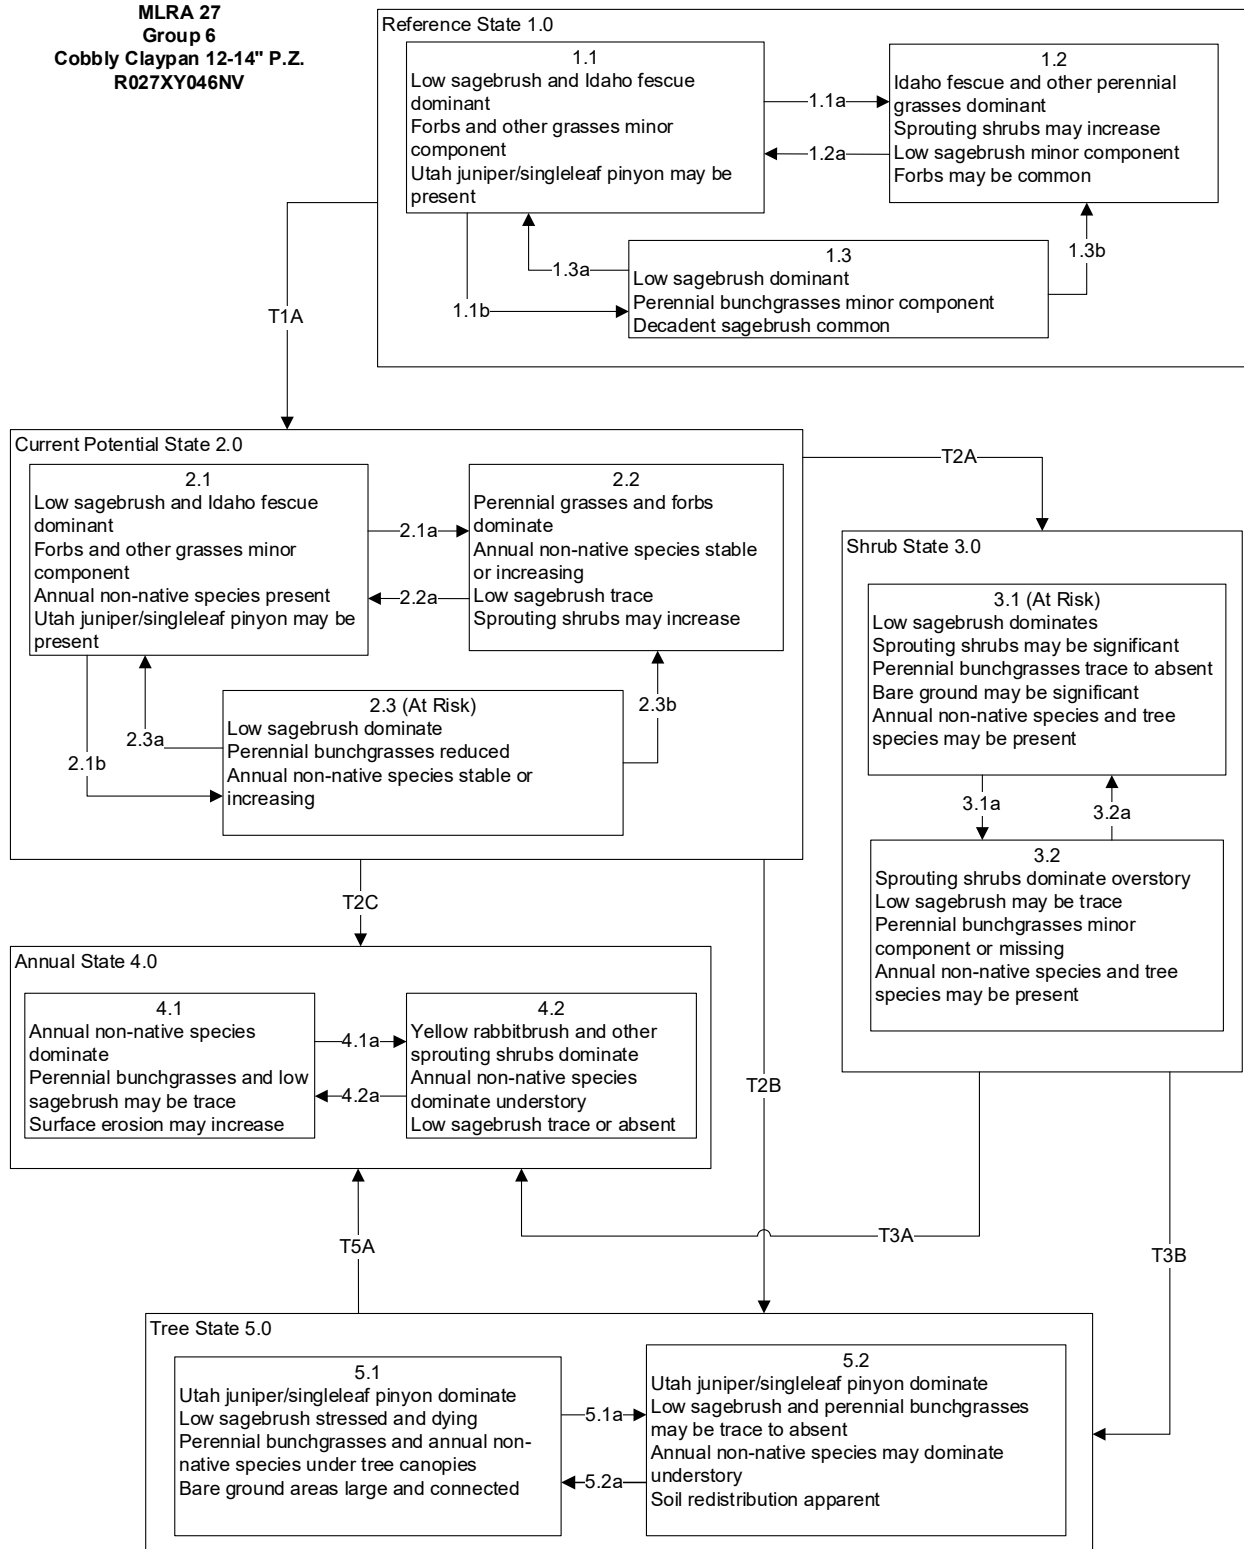 MLRA 27
Group 6
Cobbly Claypan 12-14" P.Z.
R027XY046NV
Reference State 1.0
1.1
Low sagebrush and Idaho fescue
dominant
Forbs and other grasses minor
component
Utah juniper/singleleaf pinyon may be
present
1.1a
1.2a
1.2
Idaho fescue and other perennial
grasses dominant
Sprouting shrubs may increase
Low sagebrush minor component
Forbs may be common
1.3a
1.1b
1.3
Low sagebrush dominant
Perennial bunchgrasses minor component
Decadent sagebrush common
1.3b
T1A
Current Potential State 2.0
2.1
Low sagebrush and Idaho fescue
dominant
Forbs and other grasses minor
component
Annual non-native species present
Utah juniper/singleleaf pinyon may be
present
2.1a
2.2a
2.2
Perennial grasses and forbs
dominate
Annual non-native species stable
or increasing
Low sagebrush trace
Sprouting shrubs may increase
2.3a
2.1b
2.3 (At Risk)
Low sagebrush dominate
Perennial bunchgrasses reduced
Annual non-native species stable or
increasing
2.3b
T2A
Shrub State 3.0
3.1 (At Risk)
Low sagebrush dominates
Sprouting shrubs may be significant
Perennial bunchgrasses trace to absent
Bare ground may be significant
Annual non-native species and tree
species may be present
3.1a
3.2a
3.2
Sprouting shrubs dominate overstory
Low sagebrush may be trace
Perennial bunchgrasses minor
component or missing
Annual non-native species and tree
species may be present
T2C
Annual State 4.0
4.1
Annual non-native species
dominate
Perennial bunchgrasses and low
sagebrush may be trace
Surface erosion may increase
4.1a
4.2a
4.2
Yellow rabbitbrush and other
sprouting shrubs dominate
Annual non-native species
dominate understory
Low sagebrush trace or absent
T2B
T5A
T3A
T3B
Tree State 5.0
5.1
Utah juniper/singleleaf pinyon dominate
Low sagebrush stressed and dying
Perennial bunchgrasses and annual non-
native species under tree canopies
Bare ground areas large and connected
5.1a
5.2a
5.2
Utah juniper/singleleaf pinyon dominate
Low sagebrush and perennial bunchgrasses
may be trace to absent
Annual non-native species may dominate
understory
Soil redistribution apparent